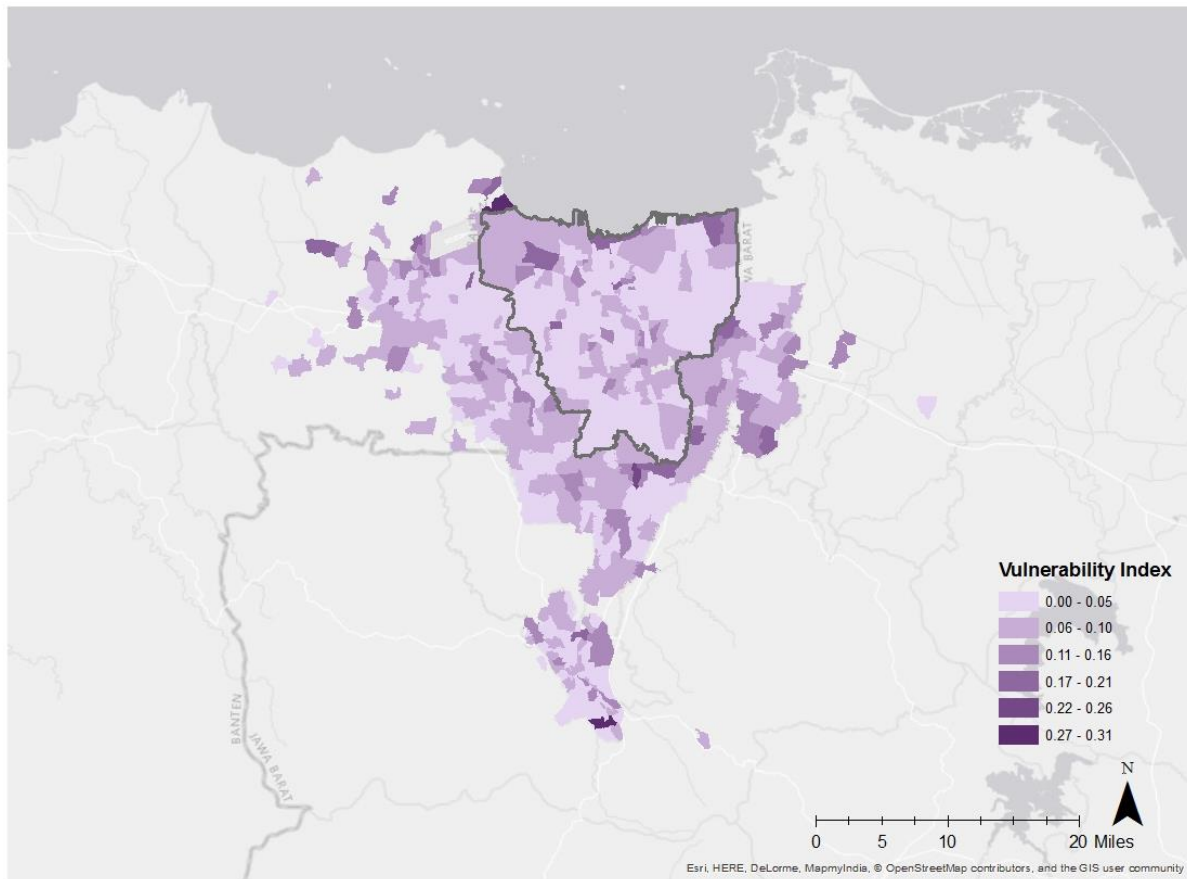 WA BARAT
Vulnerability Index
0.00 - 0.05
0.06 - 0.10
0.11 - 0.16
0.17 - 0.21
0.22 - 0.26
0.27 - 0.31
BANTEN
JAWA BARAT
N
0 10 20 Miles
Esri, HERE, DeLorme, MapmyIndia, © OpenStreetMap contributors, and the GIS user community